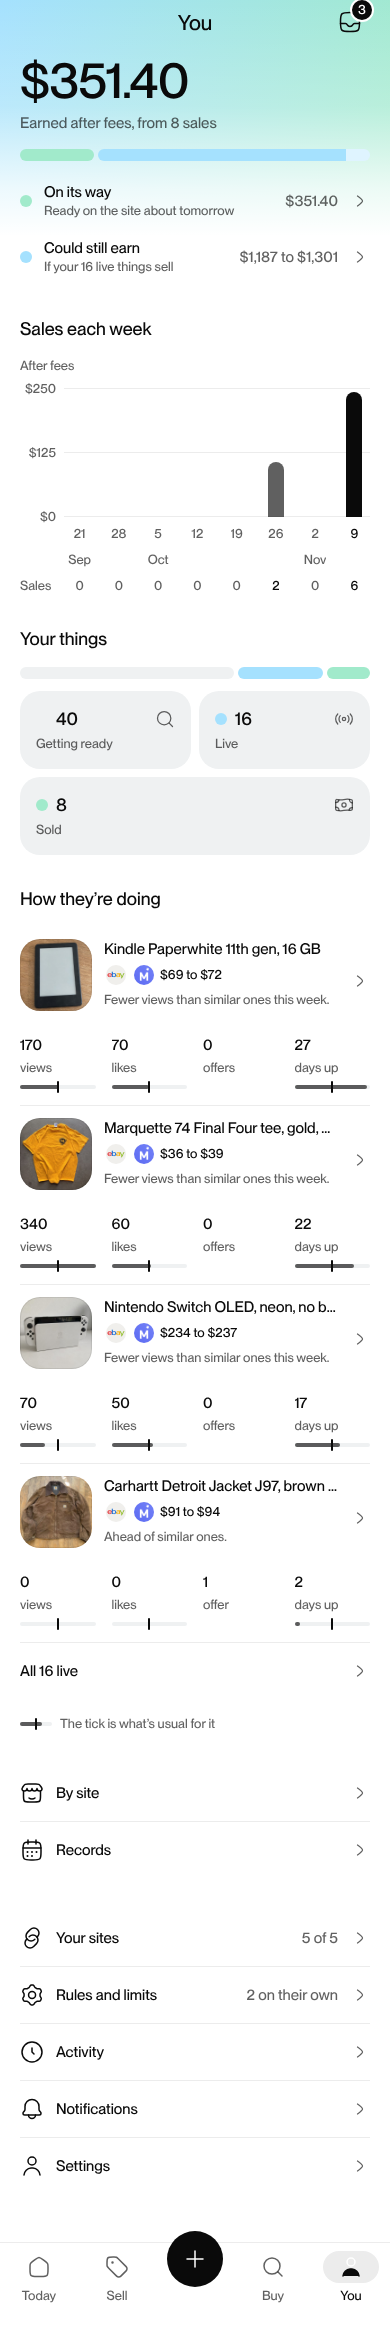 You
3
$351.40
Earned after fees, from 8 sales
On its way
$351.40
Ready on the site about tomorrow
Could still earn
$1,187 to $1,301
If your 16 live things sell
Sales each week
After fees
$250
$125
$0
21 28 5 12 19 26 2 9
Sep Oct Nov
Sales 0 0 0 0 0 2 0 6
Your things
40
Getting ready
16
Live
8
Sold
How they're doing
Kindle Paperwhite 11th gen, 16 GB
ebay M $69 to $72
Fewer views than similar ones this week.
170 70 0 27
views likes offers days up
Marquette 74 Final Four tee, gold, ...
ebay M $36 to $39
Fewer views than similar ones this week.
340 60 0 22
views likes offers days up
Nintendo Switch OLED, neon, no b...
ebay M $234 to $237
Fewer views than similar ones this week.
70 50 0 17
views likes offers days up
Carhartt Detroit Jacket J97, brown ...
ebay M $91 to $94
Ahead of similar ones.
0 0 1 2
views likes offer days up
All 16 live
The tick is what's usual for it
By site
Records
Your sites 5 of 5
Rules and limits 2 on their own
Activity
Notifications
Settings
Today Sell Buy You